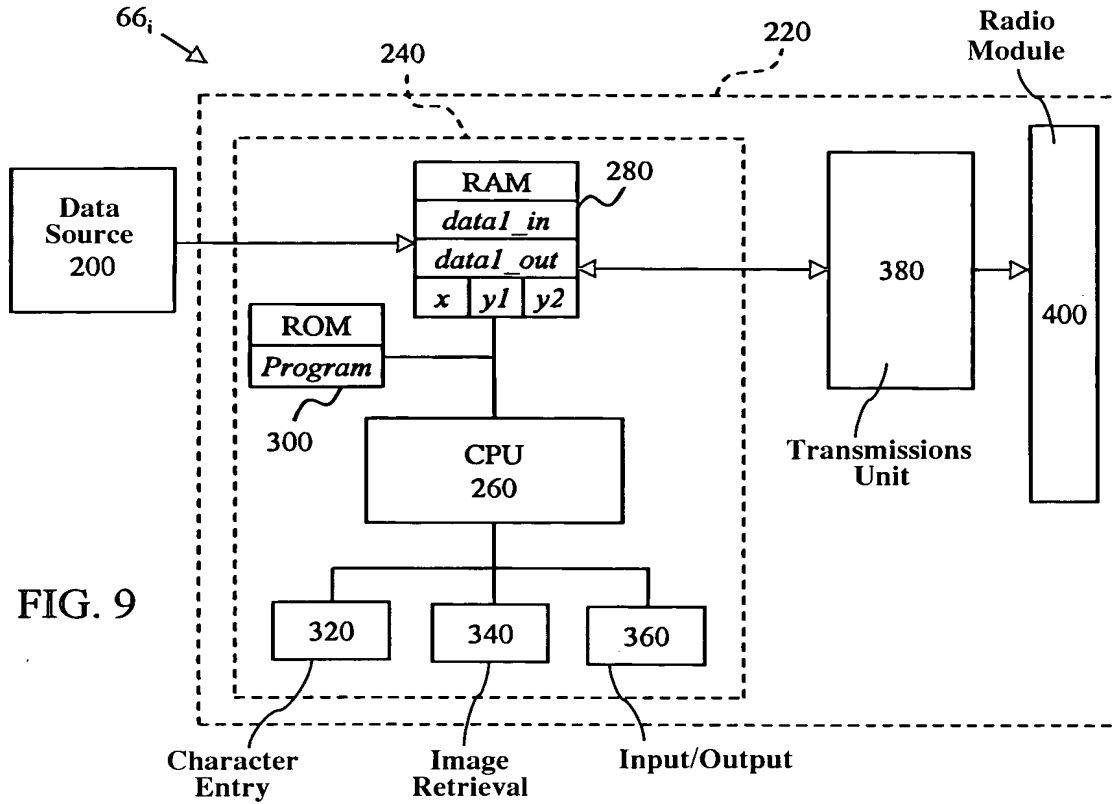 66i
240
220
Radio
Module
Data
Source
200
RAM
data1_in
data1_out
x y1 y2
280
ROM
Program
300
CPU
260
380
400
Transmissions
Unit
FIG. 9
320
340
360
Character
Entry
Image
Retrieval
Input/Output